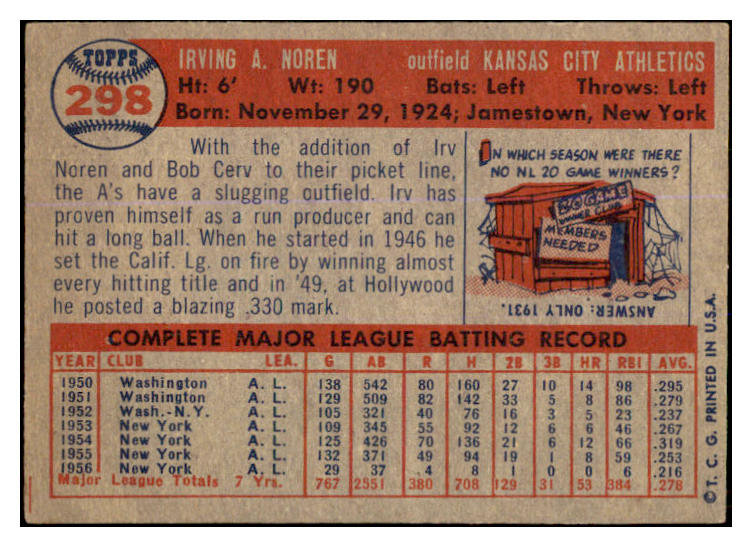 TOPPS
298
IRVING A. NOREN outfield KANSAS CITY ATHLETICS
Ht: 6' Wt: 190 Bats: Left Throws: Left
Born: November 29, 1924; Jamestown, New York
With the addition of Irv
Noren and Bob Cerv to their picket line,
the A's have a slugging outfield. Irv has
proven himself as a run producer and can
hit a long ball. When he started in 1946 he
set the Calif. Lg. on fire by winning almost
every hitting title and in '49, at Hollywood
he posted a blazing .330 mark.
IN WHICH SEASON WERE THERE
NO NL 20 GAME WINNERS?
20 GAME
WINNER CLUB
MEMBERS
NEEDED
ANSWER: ONLY 1931.
COMPLETE MAJOR LEAGUE BATTING RECORD
YEAR CLUB LEA. G AB R H 2B 3B HR RBI AVG.
1950 Washington A. L. 138 542 80 160 27 10 14 98 .295
1951 Washington A. L. 129 509 82 142 33 5 8 86 .279
1952 Wash.-N.Y. A. L. 105 321 40 76 16 3 5 23 .237
1953 New York A. L. 109 345 55 92 12 6 6 46 .267
1954 New York A. L. 125 426 70 136 21 6 12 66 .319
1955 New York A. L. 132 371 49 94 19 1 8 59 .253
1956 New York A. L. 29 37 4 8 1 0 0 6 .216
Major League Totals 7 Yrs. 767 2551 380 708 129 31 53 384 .278
©T. C. G. PRINTED IN U.S.A.